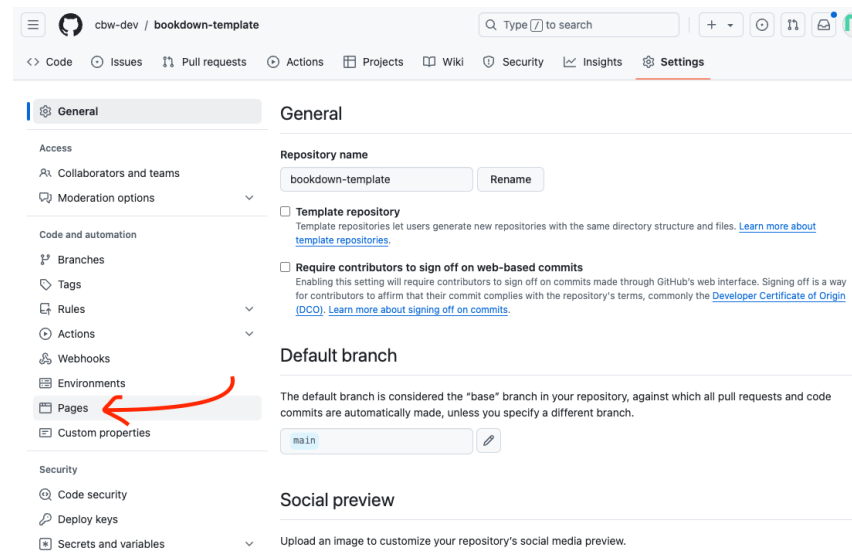 cbw-dev / bookdown-template
Type / to search
Code Issues Pull requests Actions Projects Wiki Security Insights Settings
General
Access
Collaborators and teams
Moderation options
Code and automation
Branches
Tags
Rules
Actions
Webhooks
Environments
Pages
Custom properties
Security
Code security
Deploy keys
Secrets and variables
General
Repository name
bookdown-template Rename
Template repository
Template repositories let users generate new repositories with the same directory structure and files. Learn more about
template repositories.
Require contributors to sign off on web-based commits
Enabling this setting will require contributors to sign off on commits made through GitHub's web interface. Signing off is a way
for contributors to affirm that their commit complies with the repository's terms, commonly the Developer Certificate of Origin
(DCO). Learn more about signing off on commits.
Default branch
The default branch is considered the “base” branch in your repository, against which all pull requests and code
commits are automatically made, unless you specify a different branch.
main
Social preview
Upload an image to customize your repository's social media preview.